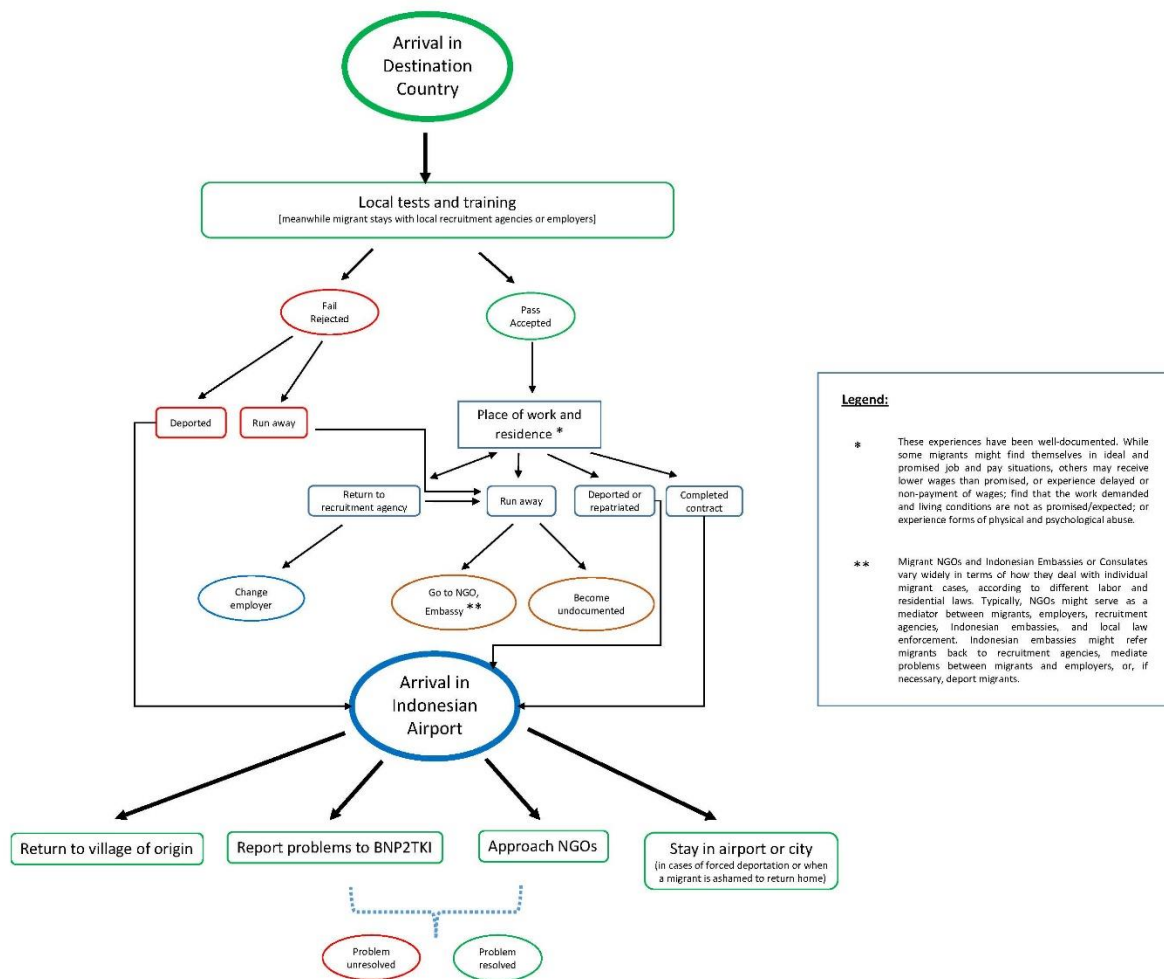 Arrival in
Destination
Country
Local tests and training
[meanwhile migrant stays with local recruitment agencies or employers]
Fail
Rejected
Pass
Accepted
Deported
Run away
Place of work and
residence *
Return to
recruitment agency
Run away
Deported or
repatriated
Completed
contract
Change
employer
Go to NGO,
Embassy **
Become
undocumented
Arrival in
Indonesian
Airport
Return to village of origin
Report problems to BNP2TKI
Approach NGOs
Stay in airport or city
(in cases of forced deportation or when
a migrant is ashamed to return home)
Problem
unresolved
Problem
resolved
Legend:
* These experiences have been well-documented. While
some migrants might find themselves in ideal and
promised job and pay situations, others may receive
lower wages than promised, or experience delayed or
non-payment of wages; find that the work demanded
and living conditions are not as promised/expected; or
experience forms of physical and psychological abuse.
** Migrant NGOs and Indonesian Embassies or Consulates
vary widely in terms of how they deal with individual
migrant cases, according to different labor and
residential laws. Typically, NGOs might serve as a
mediator between migrants, employers, recruitment
agencies, Indonesian embassies, and local law
enforcement. Indonesian embassies might refer
migrants back to recruitment agencies, mediate
problems between migrants and employers, or, if
necessary, deport migrants.